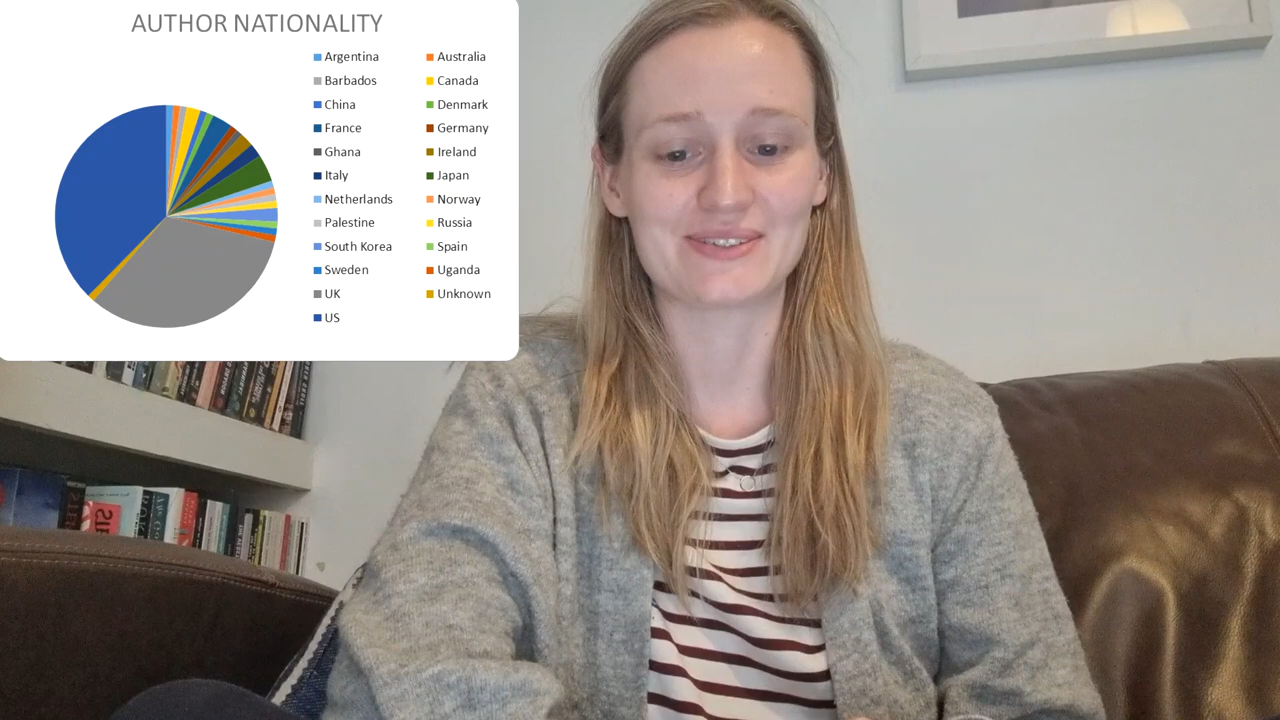 AUTHOR NATIONALITY
Argentina Australia
Barbados Canada
China Denmark
France Germany
Ghana Ireland
Italy Japan
Netherlands Norway
Palestine Russia
South Korea Spain
Sweden Uganda
UK Unknown
US